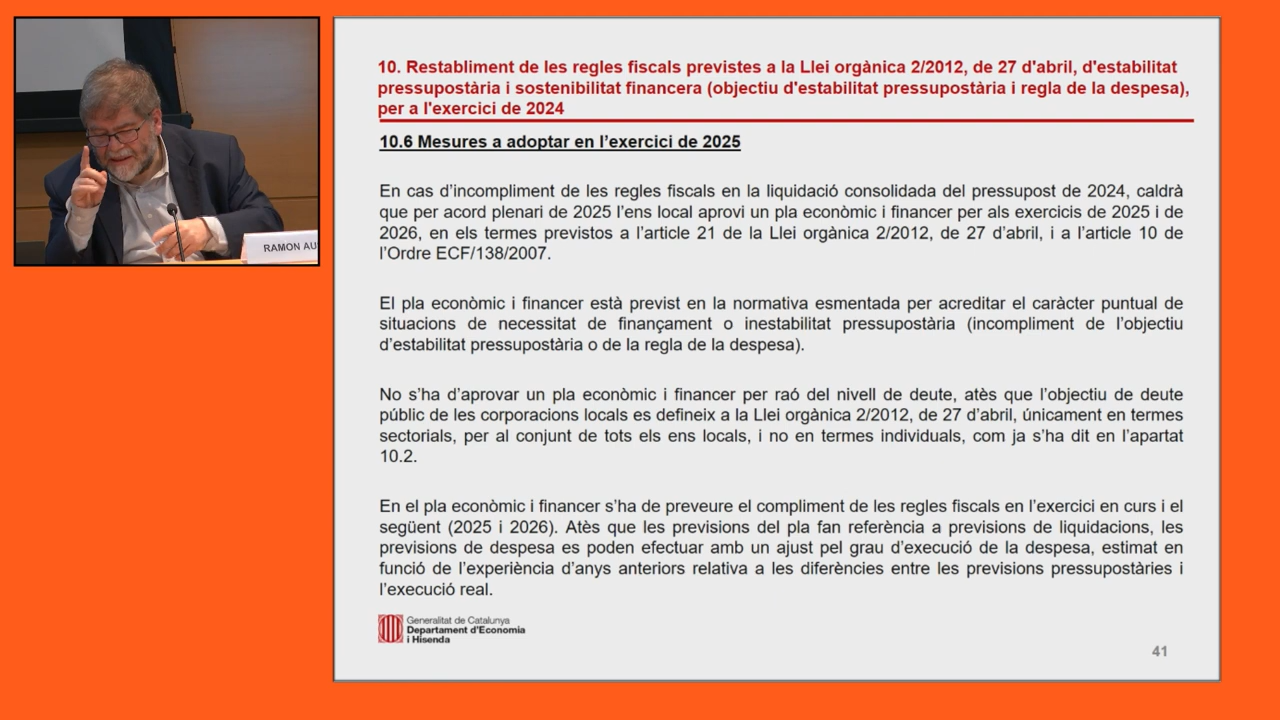 RAMON
10. Restabliment de les regles fiscals previstes a la Llei orgànica 2/2012, de 27 d'abril, d'estabilitat
pressupostària i sostenibilitat financera (objectiu d'estabilitat pressupostària i regla de la despesa),
per a l'exercici de 2024
10.6 Mesures a adoptar en l’exercici de 2025
En cas d’incompliment de les regles fiscals en la liquidació consolidada del pressupost de 2024, caldrà
que per acord plenari de 2025 l’ens local aprovi un pla econòmic i financer per als exercicis de 2025 i de
2026, en els termes previstos a l’article 21 de la Llei orgànica 2/2012, de 27 d’abril, i a l’article 10 de
l’Ordre ECF/138/2007.
El pla econòmic i financer està previst en la normativa esmentada per acreditar el caràcter puntual de
situacions de necessitat de finançament o inestabilitat pressupostària (incompliment de l’objectiu
d’estabilitat pressupostària o de la regla de la despesa).
No s’ha d’aprovar un pla econòmic i financer per raó del nivell de deute, atès que l’objectiu de deute
públic de les corporacions locals es defineix a la Llei orgànica 2/2012, de 27 d’abril, únicament en termes
sectorials, per al conjunt de tots els ens locals, i no en termes individuals, com ja s’ha dit en l’apartat
10.2.
En el pla econòmic i financer s’ha de preveure el compliment de les regles fiscals en l’exercici en curs i el
següent (2025 i 2026). Atès que les previsions del pla fan referència a previsions de liquidacions, les
previsions de despesa es poden efectuar amb un ajust pel grau d’execució de la despesa, estimat en
funció de l’experiència d’anys anteriors relativa a les diferències entre les previsions pressupostàries i
l’execució real.
Generalitat de Catalunya
Departament d'Economia
i Hisenda
41